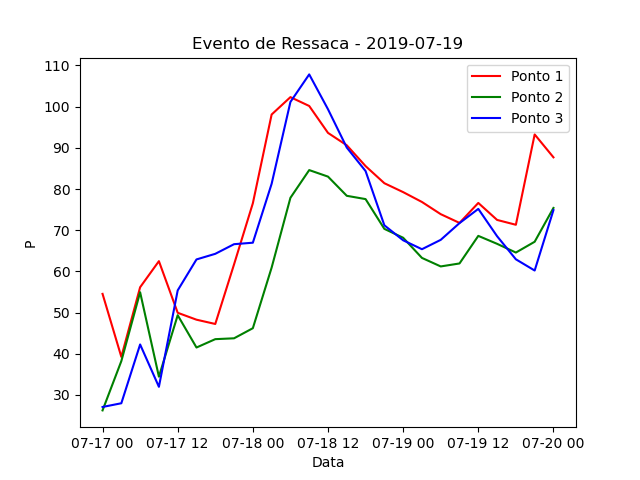 Evento de Ressaca - 2019-07-19
Ponto 1
Ponto 2
Ponto 3
P
110
100
90
80
70
60
50
40
30
07-17 00 07-17 12 07-18 00 07-18 12 07-19 00 07-19 12 07-20 00
Data